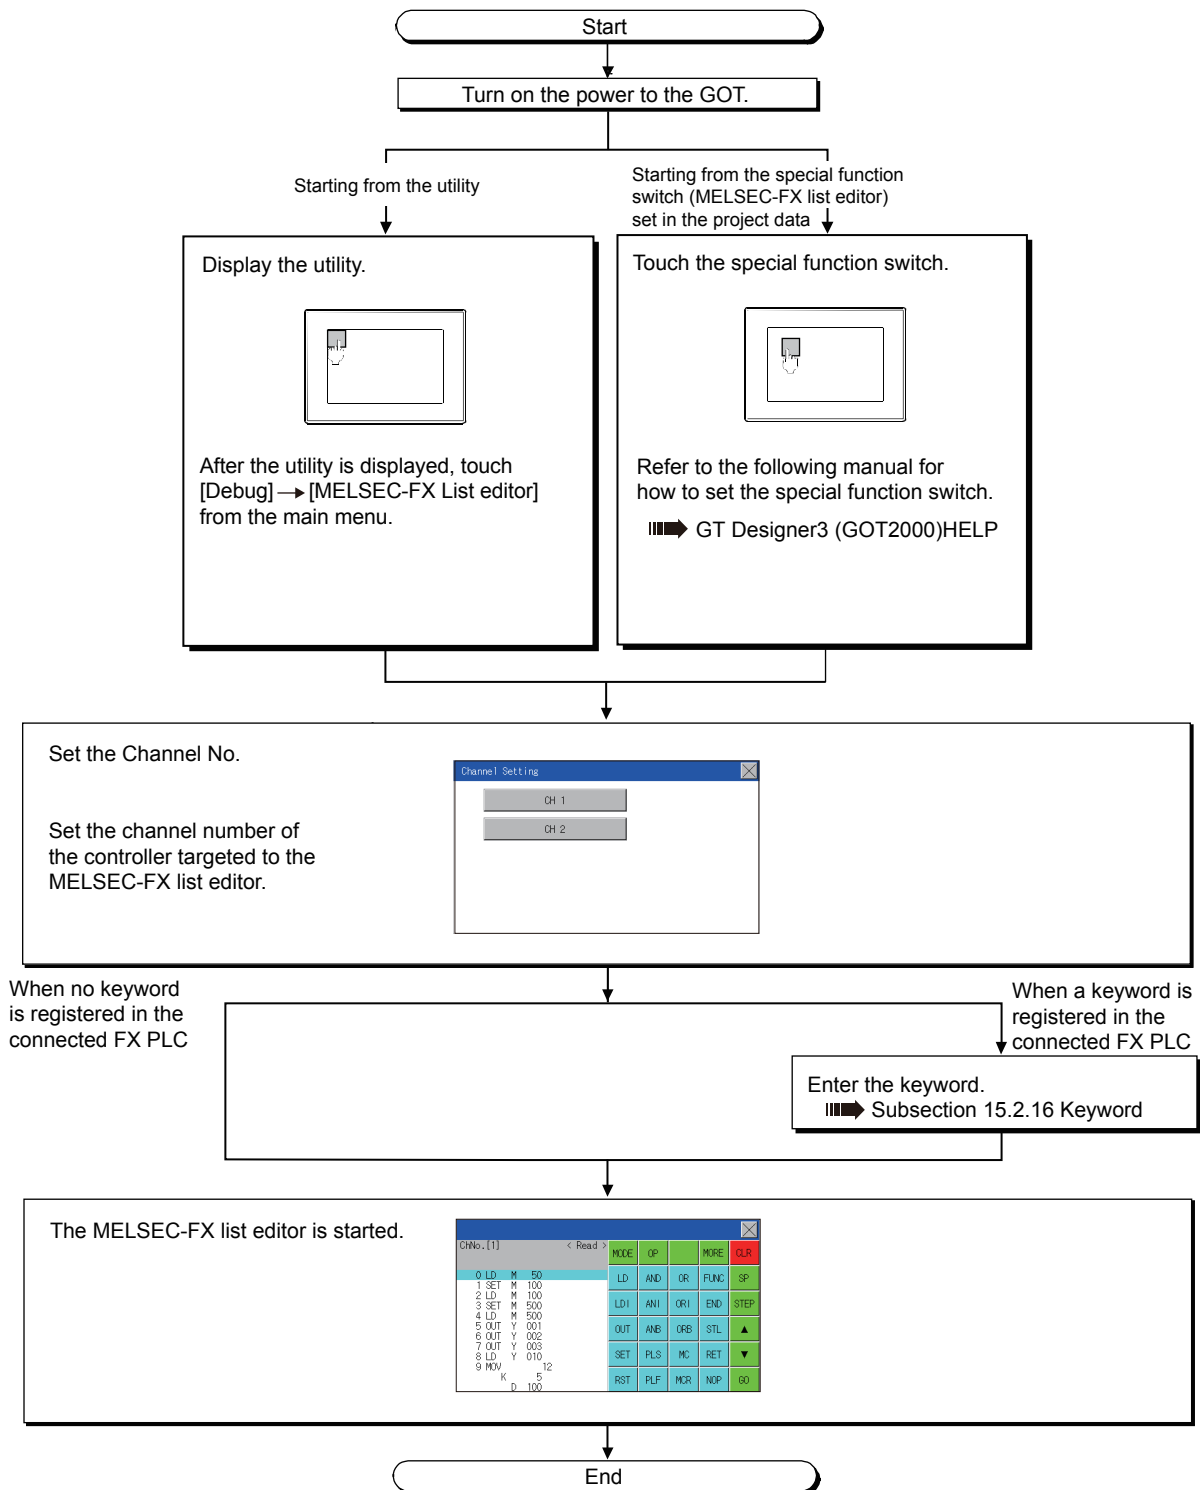 Start
Turn on the power to the GOT.
Starting from the utility
Starting from the special function
switch (MELSEC-FX list editor)
set in the project data
Display the utility.
After the utility is displayed, touch
[Debug] → [MELSEC-FX List editor]
from the main menu.
Touch the special function switch.
Refer to the following manual for
how to set the special function switch.
GT Designer3 (GOT2000)HELP
Set the Channel No.
Set the channel number of
the controller targeted to the
MELSEC-FX list editor.
Channel Setting
CH 1
CH 2
When no keyword
is registered in the
connected FX PLC
When a keyword is
registered in the
connected FX PLC
Enter the keyword.
Subsection 15.2.16 Keyword
The MELSEC-FX list editor is started.
ChNo.[1] < Read >
0 LD M 50
1 SET M 100
2 LD M 100
3 SET M 500
4 LD M 500
5 OUT Y 001
6 OUT Y 002
7 OUT Y 003
8 LD Y 010
9 MOV 12
K 5
D 100
MODE OP MORE CLR
LD AND OR FUNC SP
LDI ANI ORI END STEP
OUT ANB ORB STL ▲
SET PLS MC RET ▼
RST PLF MCR NOP GO
End